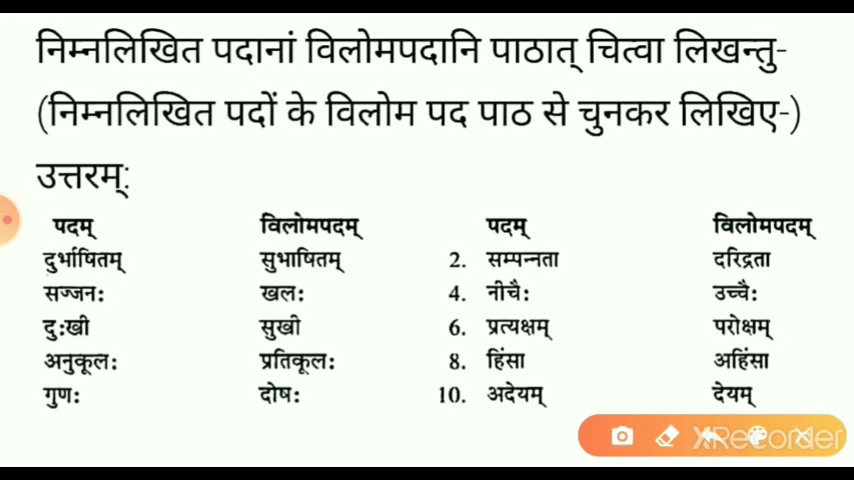 निम्नलिखित पदानां विलोमपदानि पाठात् चित्वा लिखन्तु-
(निम्नलिखित पदों के विलोम पद पाठ से चुनकर लिखिए-)
उत्तरम्:
पदम् विलोमपदम् पदम् विलोमपदम्
दुर्भाषितम् सुभाषितम् 2. सम्पन्नता दरिद्रता
सज्जनः खलः 4. नीचैः उच्चैः
दुःखी सुखी 6. प्रत्यक्षम् परोक्षम्
अनुकूलः प्रतिकूलः 8. हिंसा अहिंसा
गुणः दोषः 10. अदेयम् देयम्
XRecorder